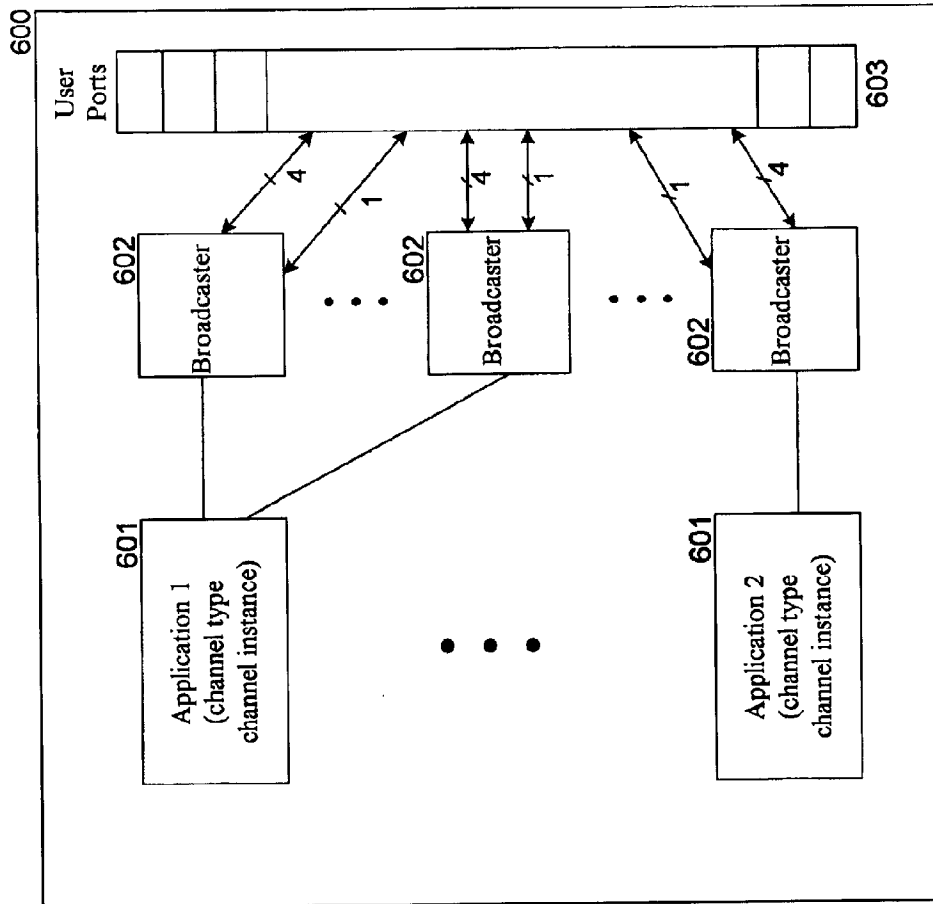 600
User
Ports
603
4
1
4
1
1
4
602
Broadcaster
602
Broadcaster
602
Broadcaster
601
Application 1
(channel type
channel instance)
601
Application 2
(channel type
channel instance)